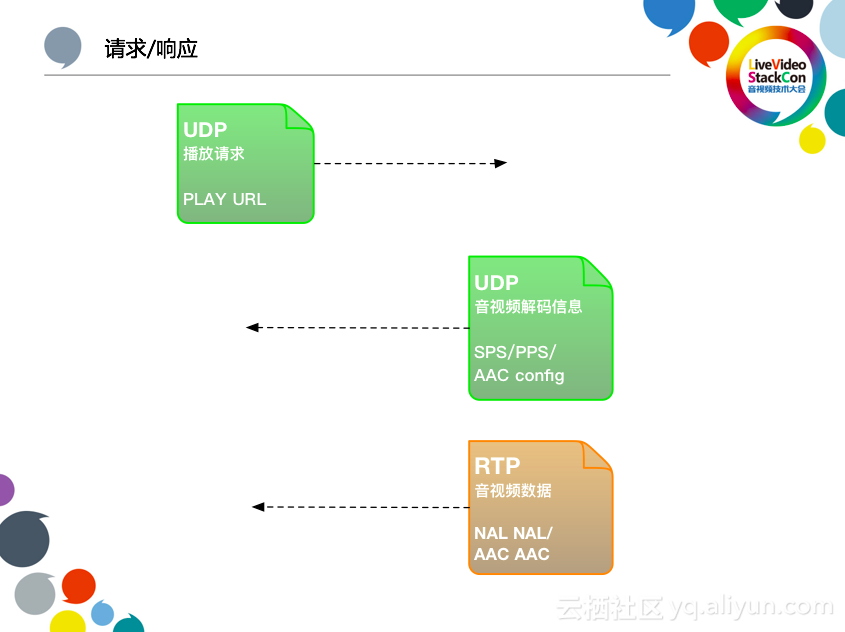 请求/响应
LiveVideo
StackCon
音视频技术大会
UDP
播放请求
PLAY URL
UDP
音视频解码信息
SPS/PPS/
AAC config
RTP
音视频数据
NAL NAL/
AAC AAC
云栖社区 yq.aliyun.com